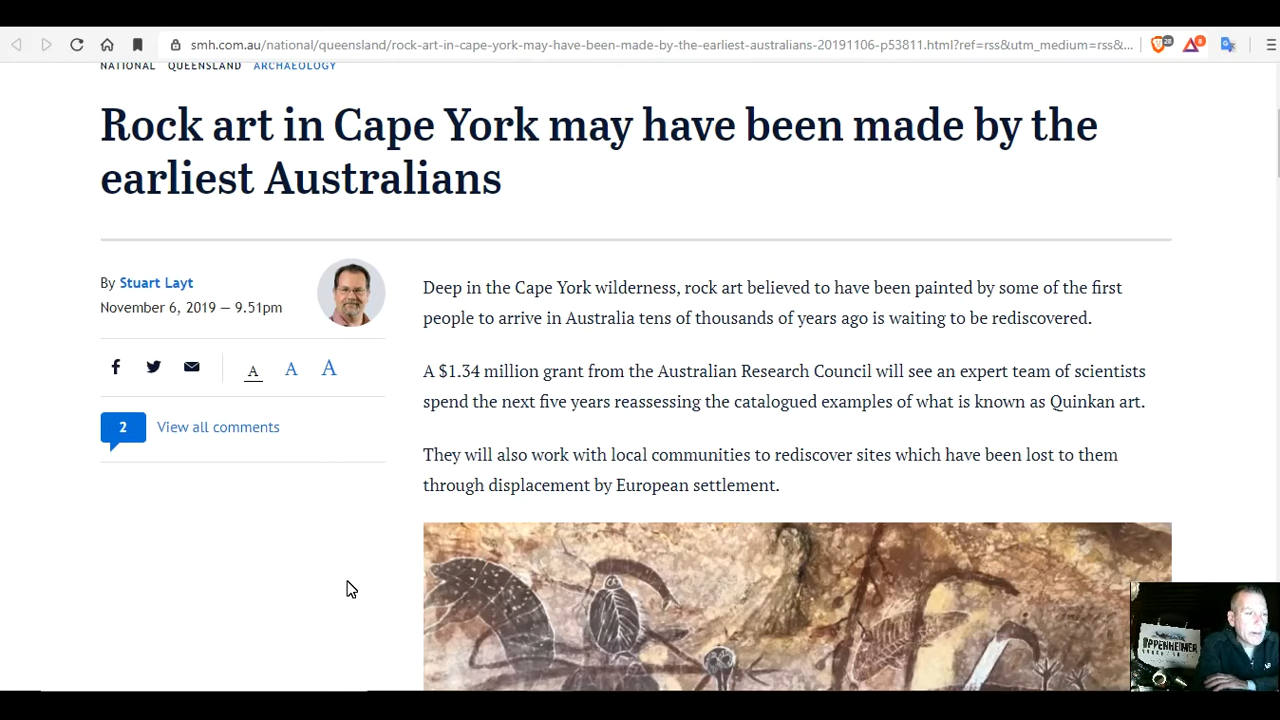 smh.com.au/national/queensland/rock-art-in-cape-york-may-have-been-made-by-the-earliest-australians-20191106-p53811.html?ref=rss&utm_medium=rss&...
28
8
NATIONAL QUEENSLAND ARCHAEOLOGY
Rock art in Cape York may have been made by the
earliest Australians
By Stuart Layt
November 6, 2019 — 9.51pm
A A A
2 View all comments
Deep in the Cape York wilderness, rock art believed to have been painted by some of the first
people to arrive in Australia tens of thousands of years ago is waiting to be rediscovered.
A $1.34 million grant from the Australian Research Council will see an expert team of scientists
spend the next five years reassessing the catalogued examples of what is known as Quinkan art.
They will also work with local communities to rediscover sites which have been lost to them
through displacement by European settlement.
OPPENHEIMER